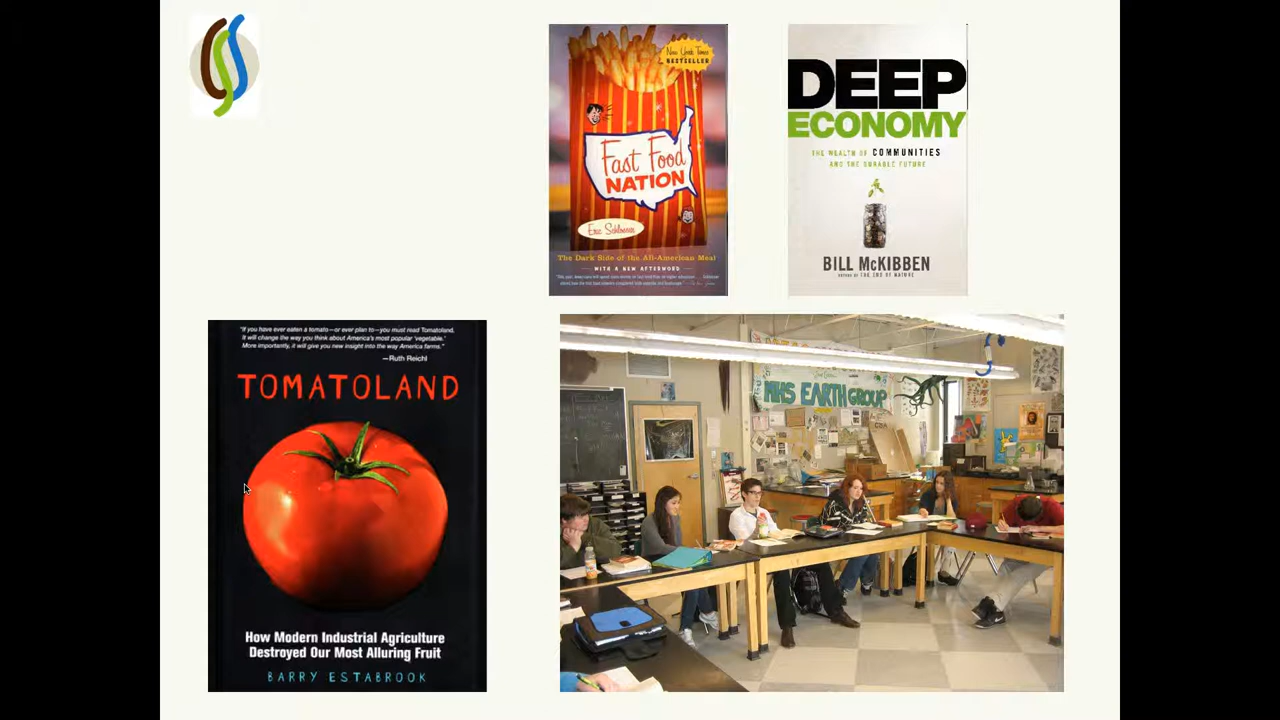 New York Times
BESTSELLER
Fast Food
NATION
Eric Schlosser
The Dark Side of the All-American Meal
WITH A NEW AFTERWORD
DEEP
ECONOMY
THE WEALTH OF COMMUNITIES
AND THE DURABLE FUTURE
BILL McKIBBEN
AUTHOR OF THE END OF NATURE
"If you have ever eaten a tomato—or ever plan to—you must read Tomatoland.
It will change the way you think about America's most popular 'vegetable.'
More importantly, it will give you new insight into the way America farms."
—Ruth Reichl
TOMATOLAND
How Modern Industrial Agriculture
Destroyed Our Most Alluring Fruit
BARRY ESTABROOK
MHS EARTH GROUP